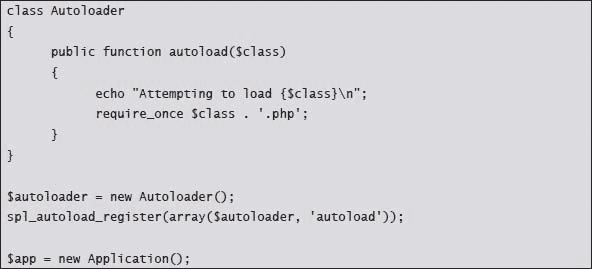 class Autoloader
{
public function autoload($class)
{
echo "Attempting to load {$class}\n";
require_once $class . '.php';
}
}
$autoloader = new Autoloader();
spl_autoload_register(array($autoloader, 'autoload'));
$app = new Application();